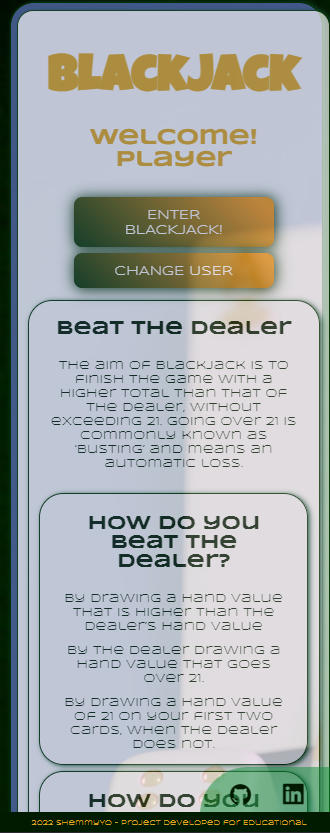 BLACKJACK
Welcome!
Player
ENTER
BLACKJACK!
CHANGE USER
Beat The Dealer
The aim of Blackjack is to
finish the game with a
higher total than that of
the dealer, without
exceeding 21. Going over 21 is
commonly known as
'busting' and means an
automatic loss.
How do you
beat the
dealer?
By drawing a hand value
that is higher than the
dealer's hand value
By the dealer drawing a
hand value that goes
over 21.
By drawing a hand value
of 21 on your first two
cards, when the dealer
does not.
How do you
2022 Shemmyyo - Project Developed for Educational